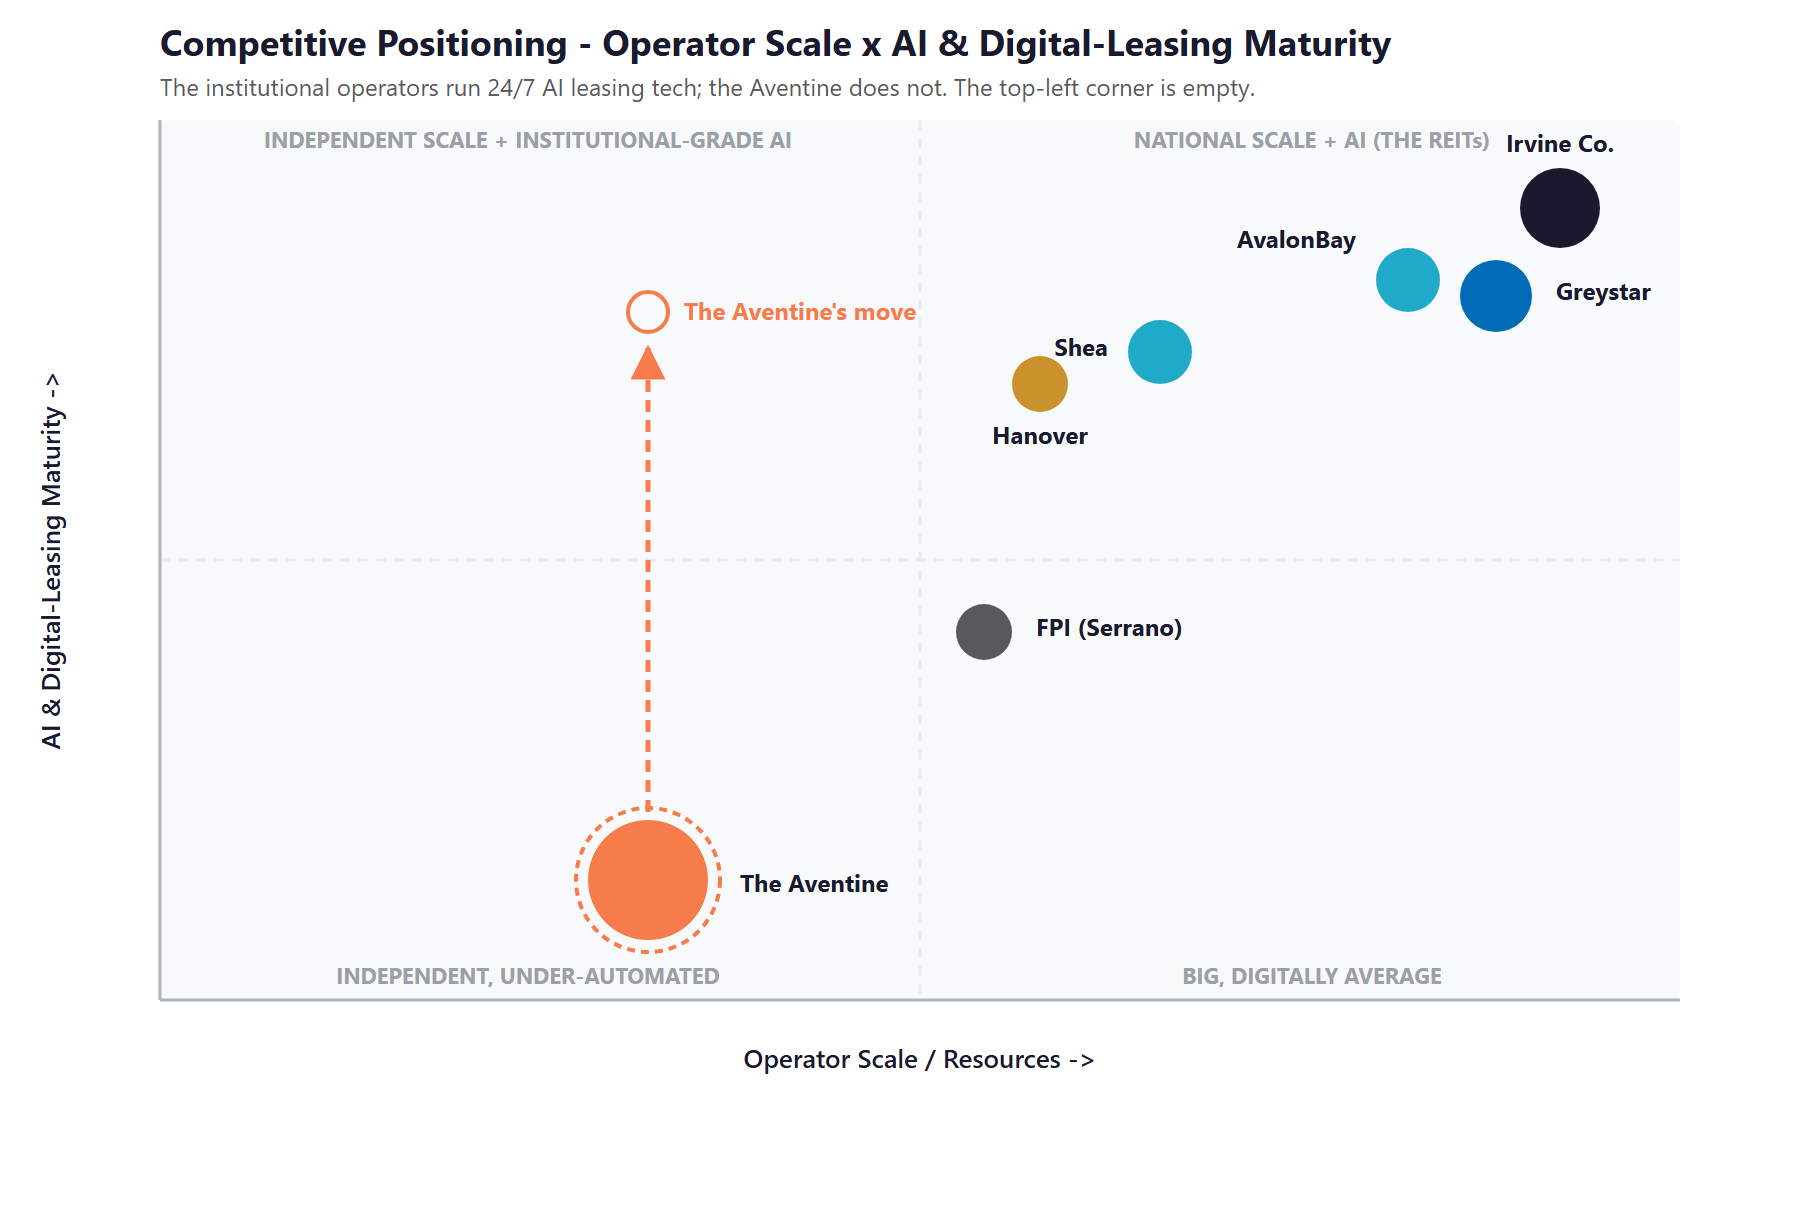 Competitive Positioning - Operator Scale x AI & Digital-Leasing Maturity
The institutional operators run 24/7 AI leasing tech; the Aventine does not. The top-left corner is empty.
INDEPENDENT SCALE + INSTITUTIONAL-GRADE AI
NATIONAL SCALE + AI (THE REITs)
Irvine Co.
AvalonBay
Greystar
The Aventine's move
Shea
Hanover
AI & Digital-Leasing Maturity ->
FPI (Serrano)
The Aventine
INDEPENDENT, UNDER-AUTOMATED
BIG, DIGITALLY AVERAGE
Operator Scale / Resources ->